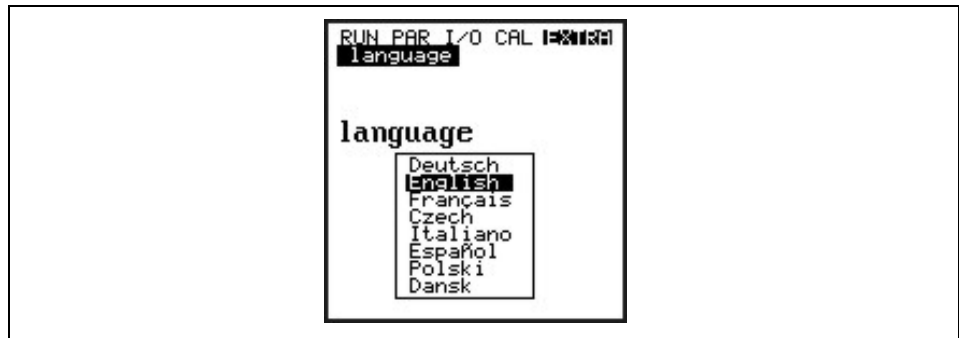 RUN PAR I/O CAL EXTRA
language
language
Deutsch
English
Français
Czech
Italiano
Español
Polski
Dansk